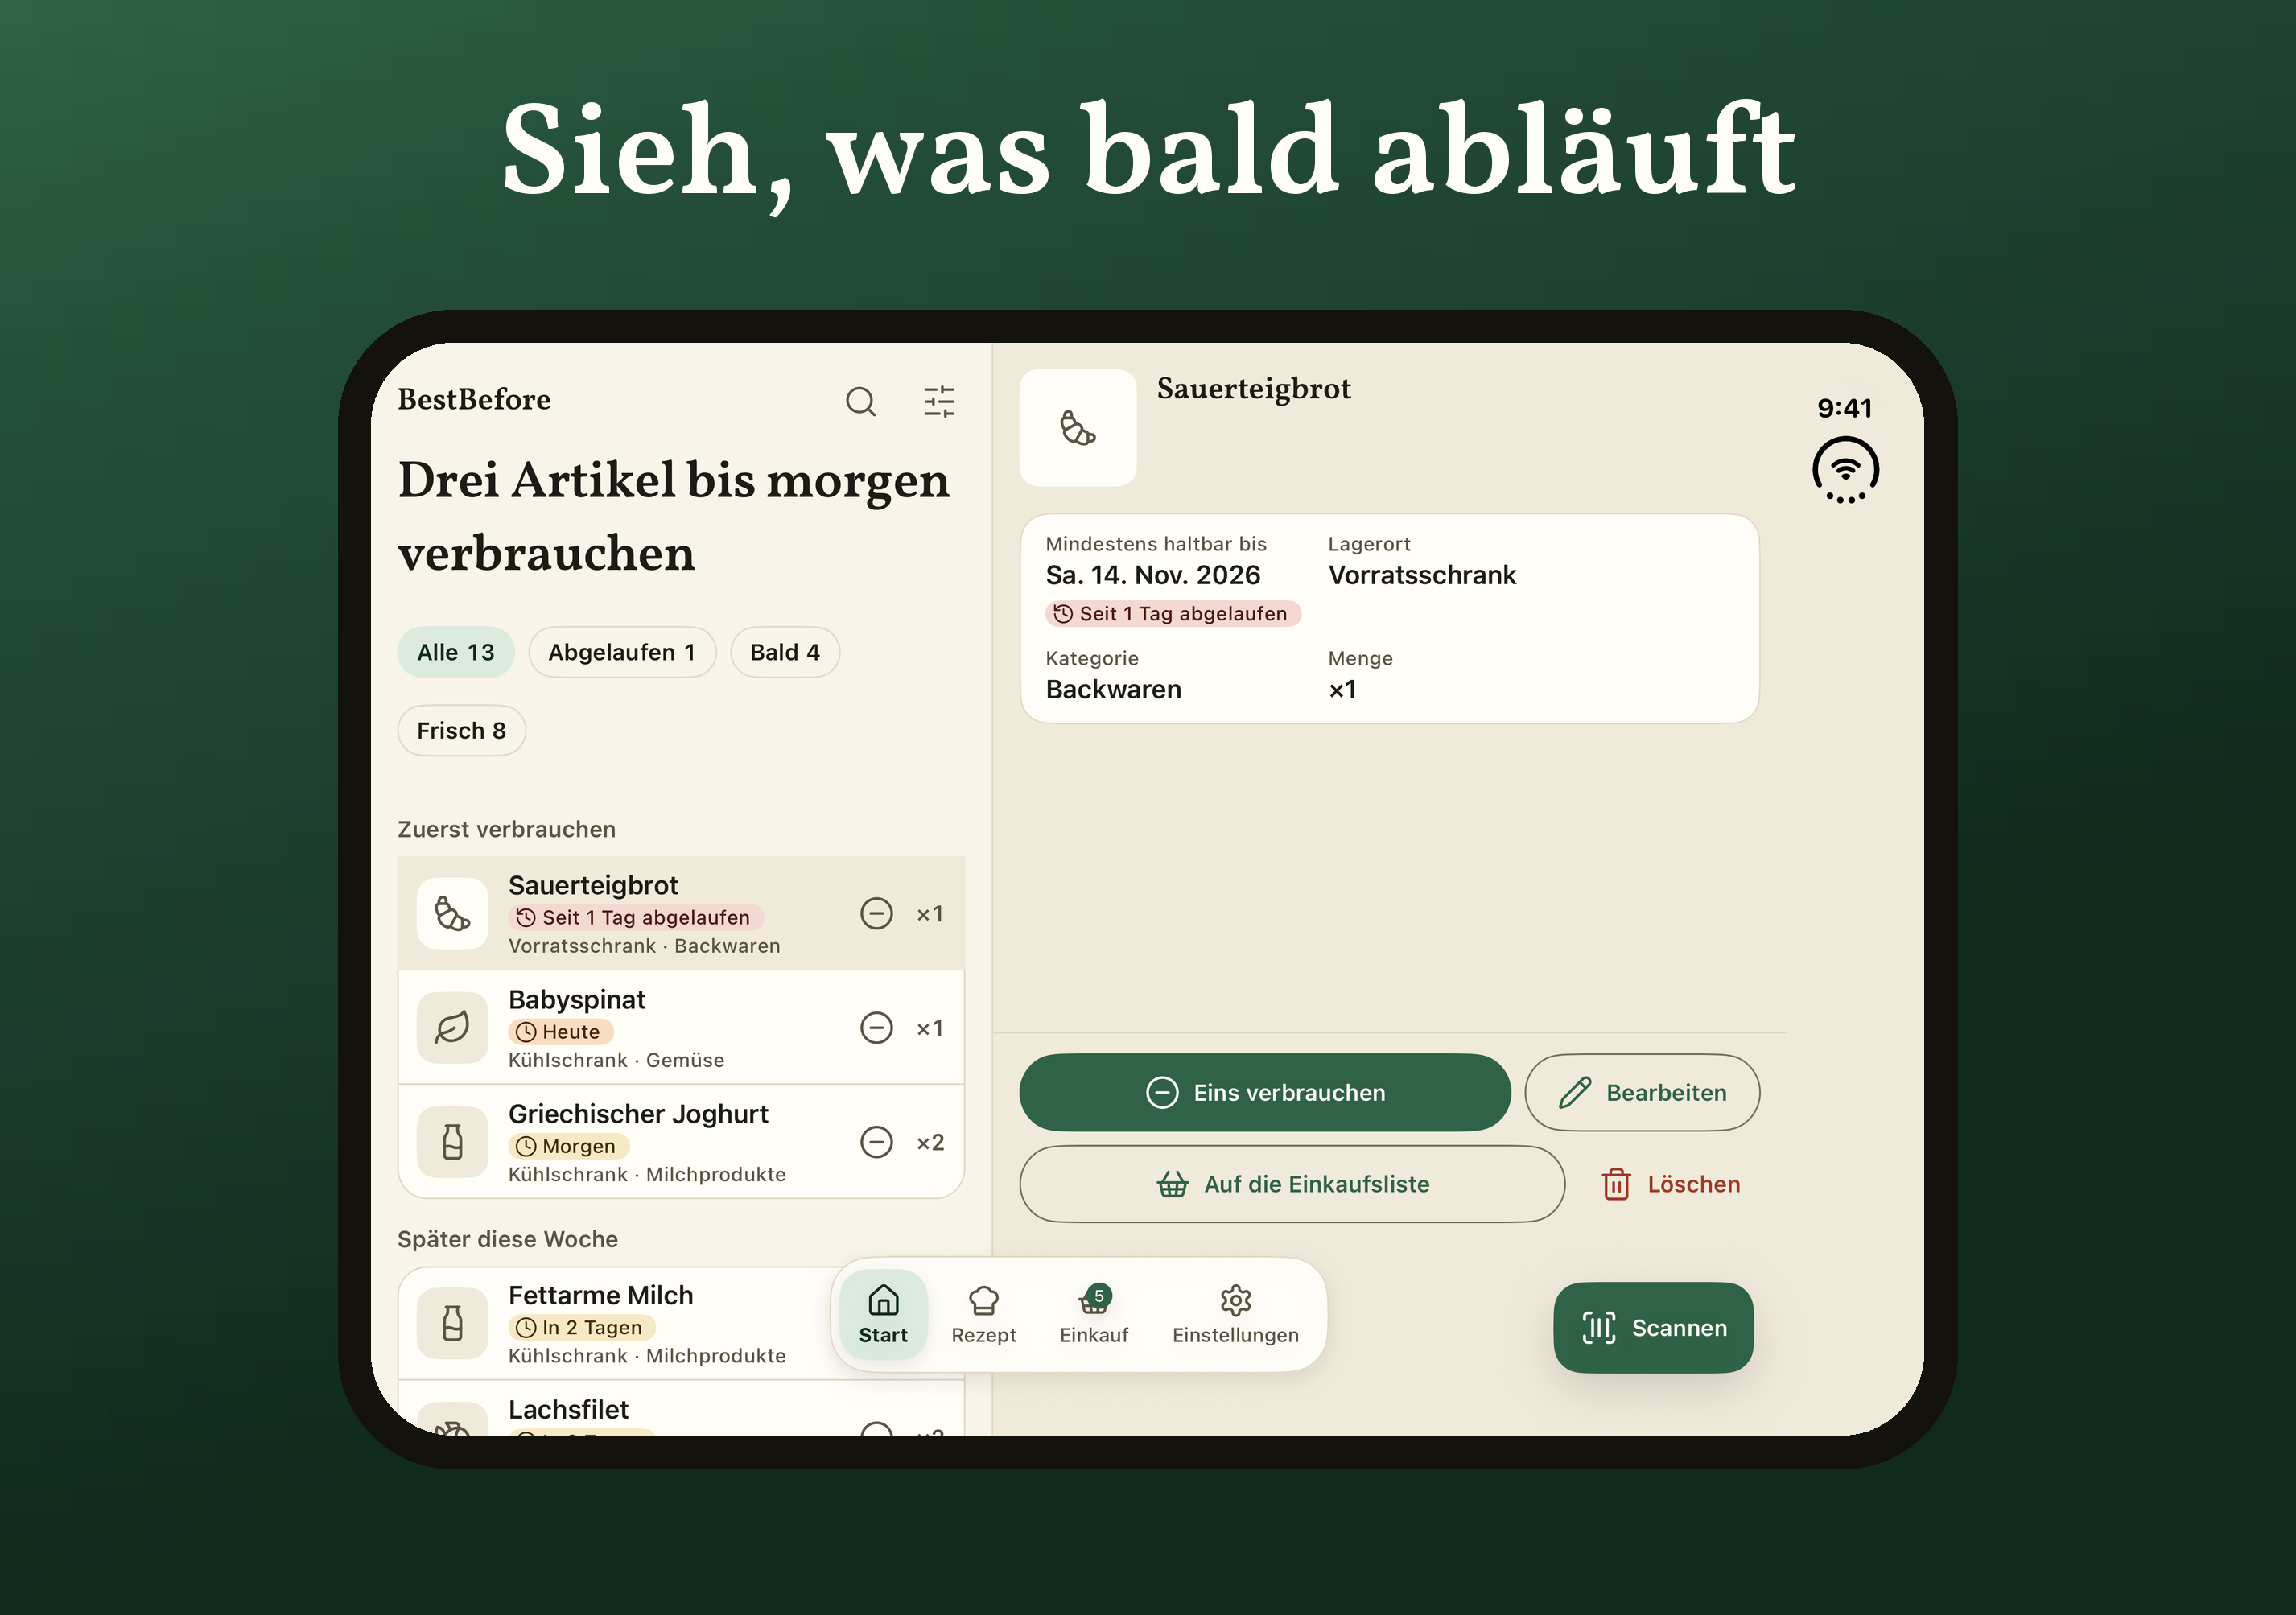 Sieh, was bald abläuft
BestBefore
Drei Artikel bis morgen
verbrauchen
Alle 13
Abgelaufen 1
Bald 4
Frisch 8
Zuerst verbrauchen
Sauerteigbrot
Seit 1 Tag abgelaufen
Vorratsschrank · Backwaren
×1
Babyspinat
Heute
Kühlschrank · Gemüse
×1
Griechischer Joghurt
Morgen
Kühlschrank · Milchprodukte
×2
Später diese Woche
Fettarme Milch
In 2 Tagen
Kühlschrank · Milchprodukte
Lachsfilet
Sauerteigbrot
9:41
Mindestens haltbar bis
Sa. 14. Nov. 2026
Seit 1 Tag abgelaufen
Lagerort
Vorratsschrank
Kategorie
Backwaren
Menge
×1
Eins verbrauchen
Bearbeiten
Auf die Einkaufsliste
Löschen
Start
Rezept
5
Einkauf
Einstellungen
Scannen